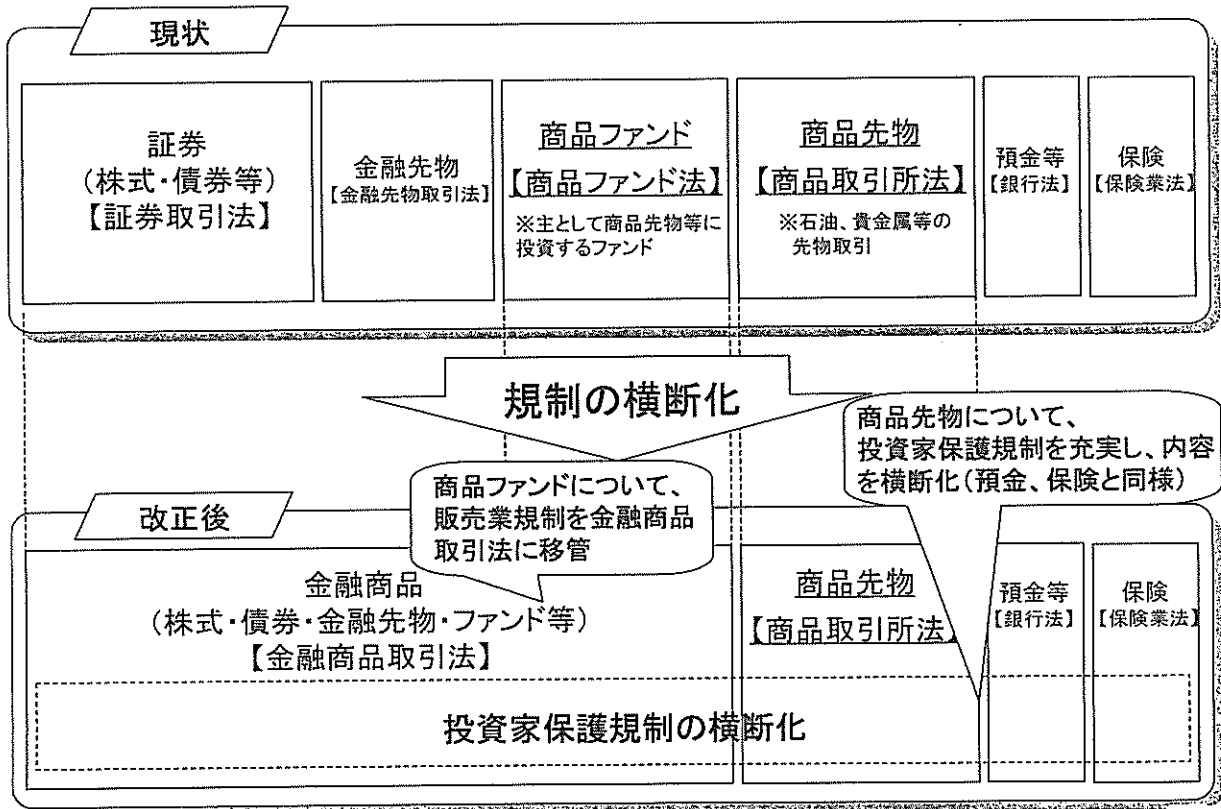 現状
証券
(株式・債券等)
【証券取引法】
金融先物
【金融先物取引法】
商品ファンド
【商品ファンド法】
※主として商品先物等に
投資するファンド
商品先物
【商品取引所法】
※石油、貴金属等の
先物取引
預金等
【銀行法】
保険
【保険業法】
規制の横断化
商品先物について、
投資家保護規制を充実し、内容
を横断化(預金、保険と同様)
商品ファンドについて、
販売業規制を金融商品
取引法に移管
改正後
金融商品
(株式・債券・金融先物・ファンド等)
【金融商品取引法】
商品先物
【商品取引所法】
預金等
【銀行法】
保険
【保険業法】
投資家保護規制の横断化